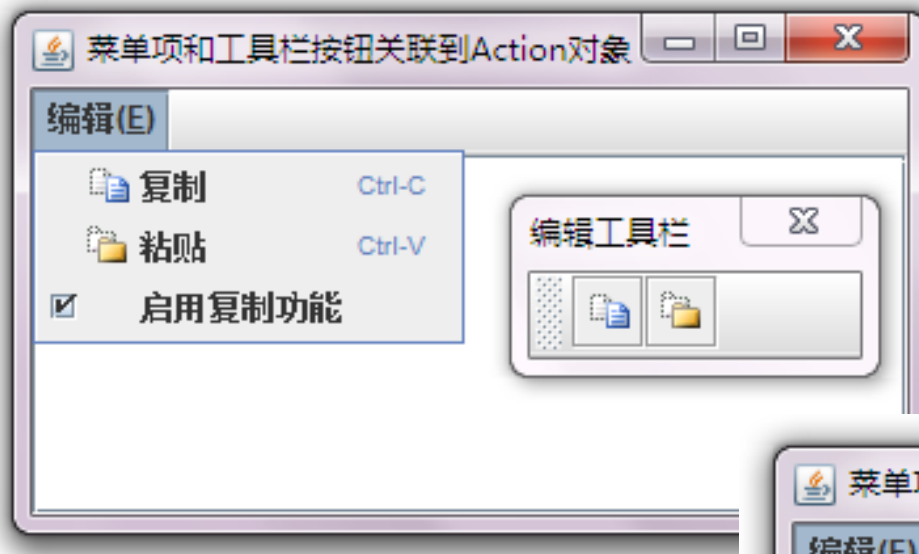 菜单项和工具栏按钮关联到Action对象
编辑(E)
复制 Ctrl-C
粘贴 Ctrl-V
启用复制功能
编辑工具栏
菜单
编辑(E)